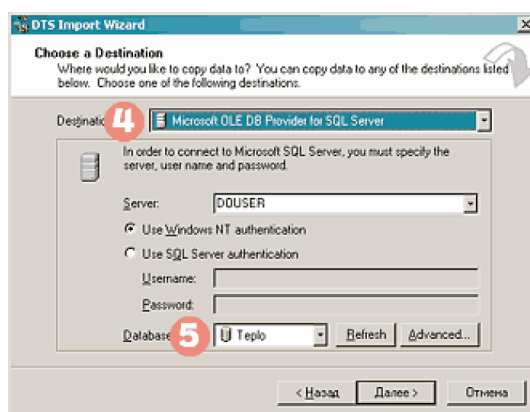 DTS Import Wizard
Choose a Destination
Where would you like to copy data to? You can copy data to any of the destinations listed
below. Choose one of the following destinations.
Destinatio 4 Microsoft OLE DB Provider for SQL Server
In order to connect to Microsoft SQL Server, you must specify the
server, user name and password.
Server: DOUSER
Use Windows NT authentication
Use SQL Server authentication
Username:
Password:
Database 5 Teplo Refresh Advanced...
< Назад Далее > Отмена